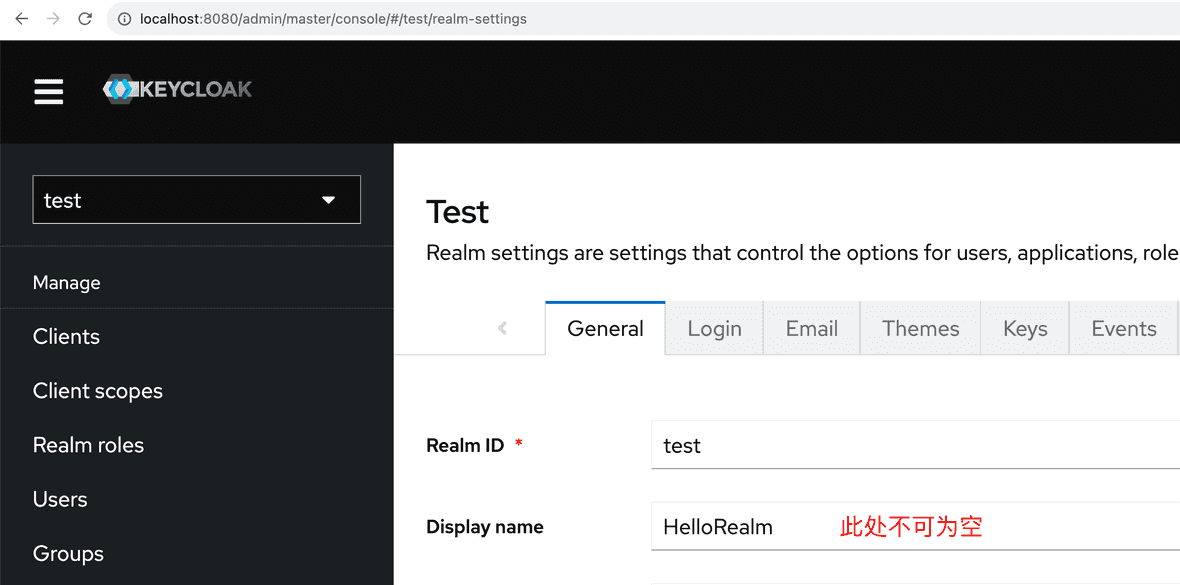 localhost:8080/admin/master/console/#/test/realm-settings
KEYCLOAK
test
Manage
Clients
Client scopes
Realm roles
Users
Groups
Test
Realm settings are settings that control the options for users, applications, role
General Login Email Themes Keys Events
Realm ID * test
Display name HelloRealm 此处不可为空